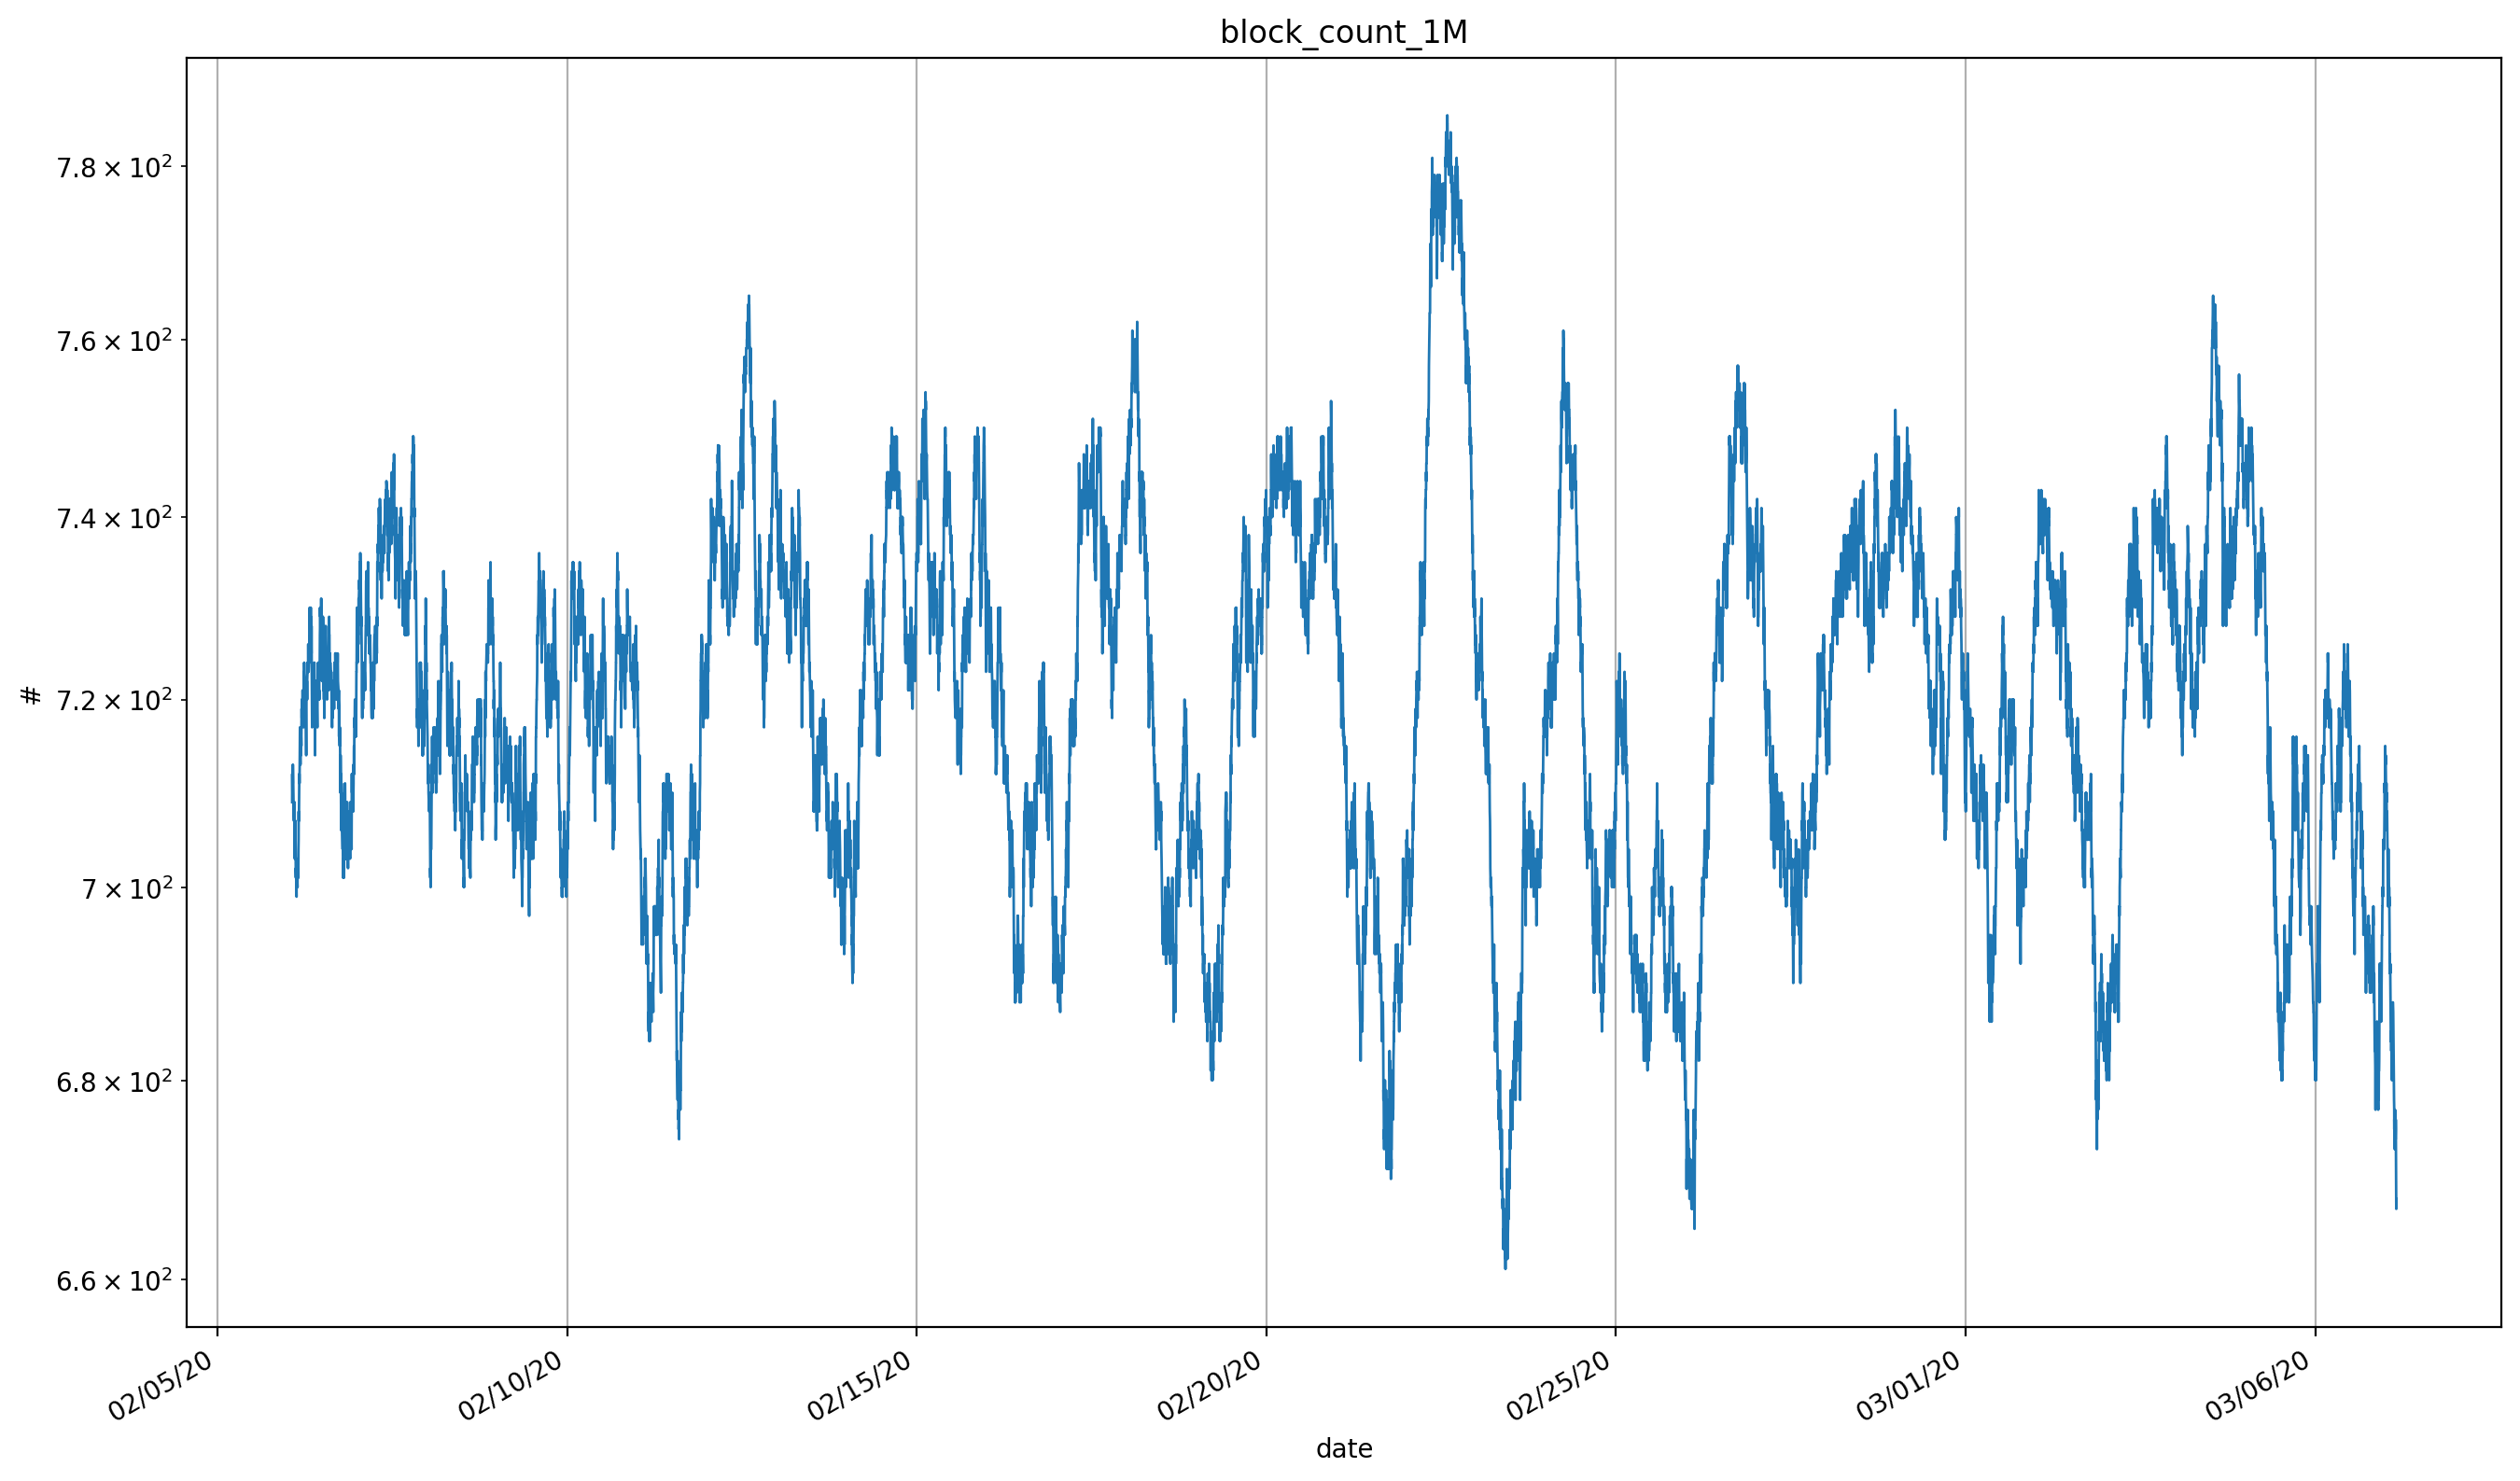 block_count_1M
7.8 × 10²
7.6 × 10²
7.4 × 10²
7.2 × 10²
7 × 10²
6.8 × 10²
6.6 × 10²
#
02/05/20
02/10/20
02/15/20
02/20/20
02/25/20
03/01/20
03/06/20
date